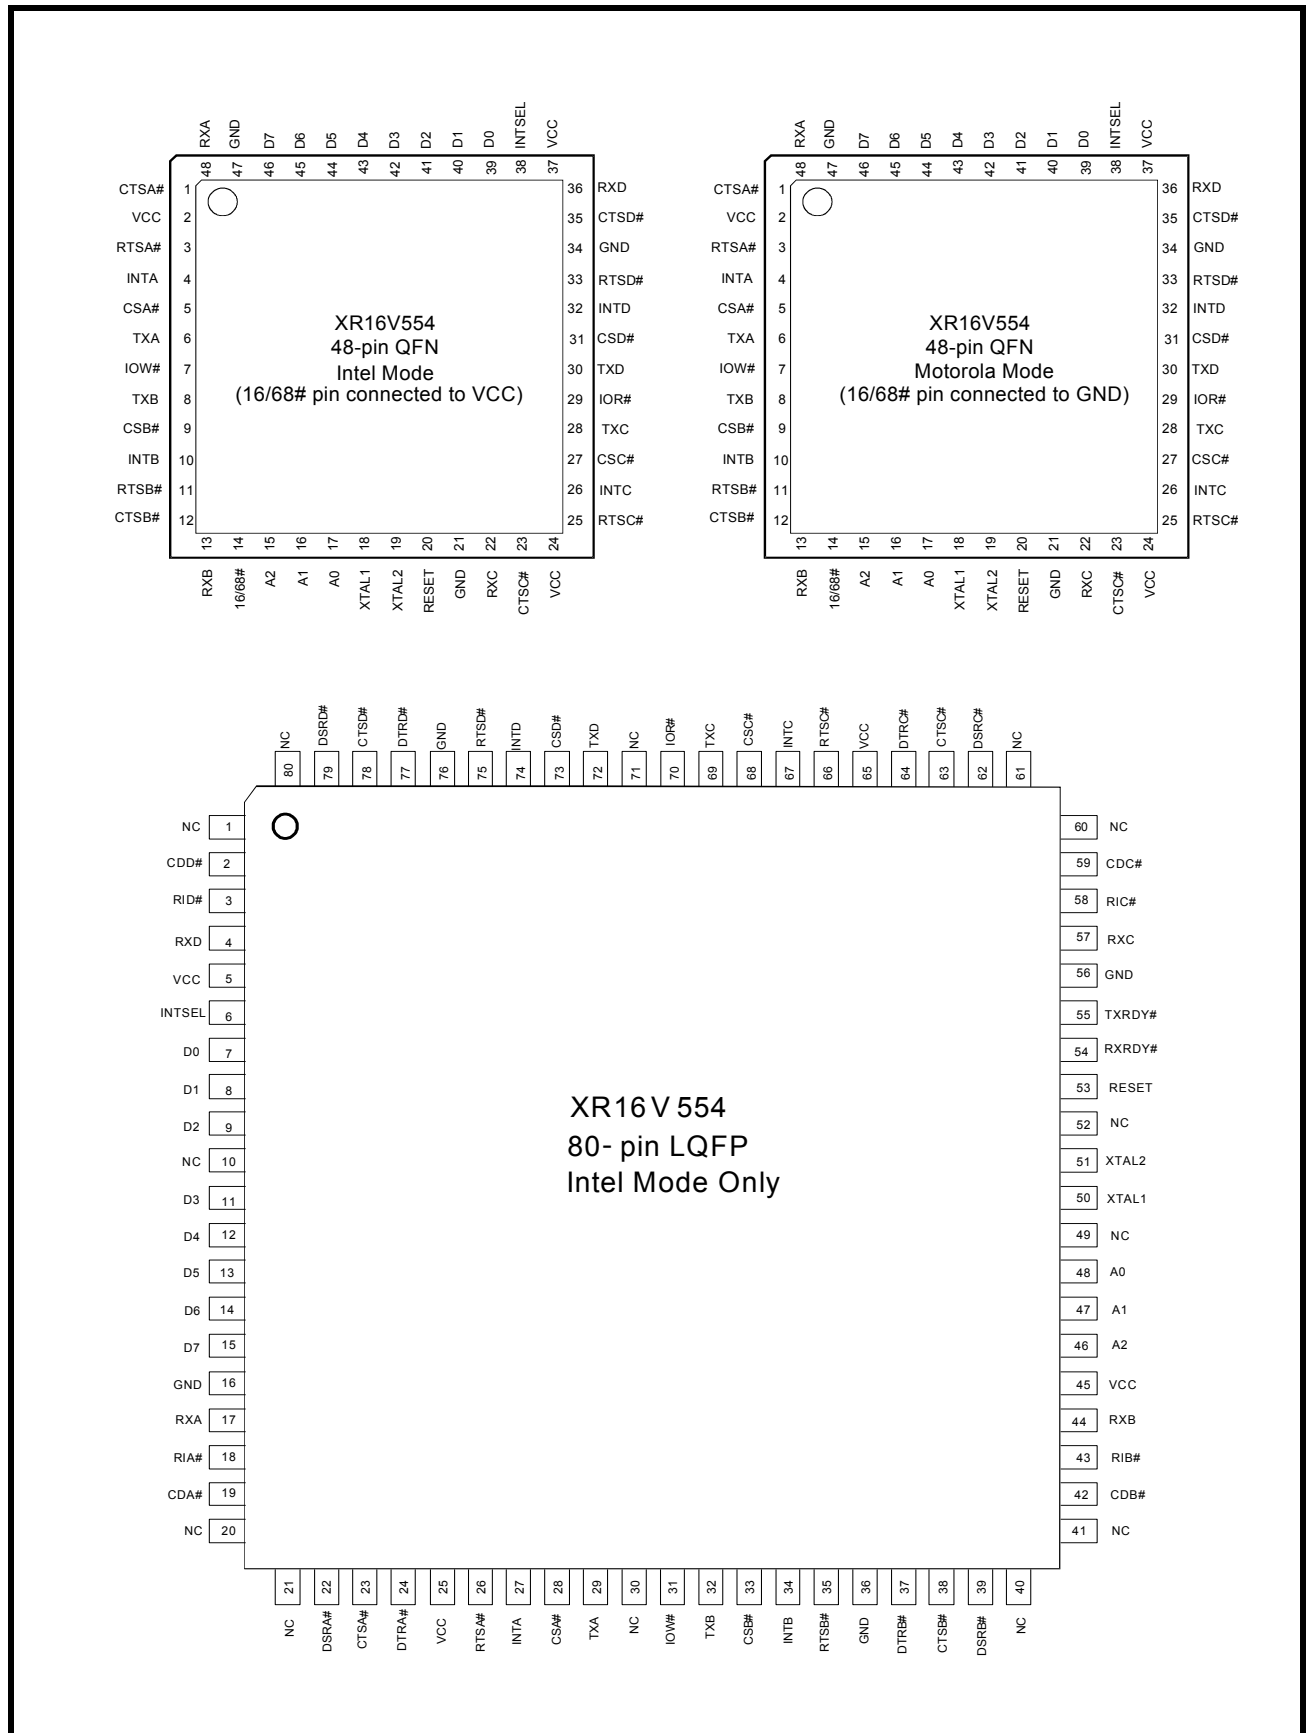 RXA GND D7 D6 D5 D4 D3 D2 D1 D0 INTSEL VCC
48 47 46 45 44 43 42 41 40 39 38 37
CTSA# 1 36 RXD
VCC 2 35 CTSD#
RTSA# 3 34 GND
INTA 4 33 RTSD#
CSA# 5 32 INTD
TXA 6 31 CSD#
IOW# 7 30 TXD
TXB 8 29 IOR#
CSB# 9 28 TXC
INTB 10 27 CSC#
RTSB# 11 26 INTC
CTSB# 12 25 RTSC#
XR16V554
48-pin QFN
Intel Mode
(16/68# pin connected to VCC)
13 14 15 16 17 18 19 20 21 22 23 24
RXB 16/68# A2 A1 A0 XTAL1 XTAL2 RESET GND RXC CTSC# VCC
RXA GND D7 D6 D5 D4 D3 D2 D1 D0 INTSEL VCC
48 47 46 45 44 43 42 41 40 39 38 37
CTSA# 1 36 RXD
VCC 2 35 CTSD#
RTSA# 3 34 GND
INTA 4 33 RTSD#
CSA# 5 32 INTD
TXA 6 31 CSD#
IOW# 7 30 TXD
TXB 8 29 IOR#
CSB# 9 28 TXC
INTB 10 27 CSC#
RTSB# 11 26 INTC
CTSB# 12 25 RTSC#
XR16V554
48-pin QFN
Motorola Mode
(16/68# pin connected to GND)
13 14 15 16 17 18 19 20 21 22 23 24
RXB 16/68# A2 A1 A0 XTAL1 XTAL2 RESET GND RXC CTSC# VCC
NC DSRD# CTSD# DTRD# GND RTSD# INTD CSD# TXD NC IOR# TXC CSC# INTC RTSC# VCC DTRC# CTSC# DSRC# NC
80 79 78 77 76 75 74 73 72 71 70 69 68 67 66 65 64 63 62 61
NC 1 60 NC
CDD# 2 59 CDC#
RID# 3 58 RIC#
RXD 4 57 RXC
VCC 5 56 GND
INTSEL 6 55 TXRDY#
D0 7 54 RXRDY#
D1 8 53 RESET
D2 9 52 NC
NC 10 51 XTAL2
D3 11 50 XTAL1
D4 12 49 NC
D5 13 48 A0
D6 14 47 A1
D7 15 46 A2
GND 16 45 VCC
RXA 17 44 RXB
RIA# 18 43 RIB#
CDA# 19 42 CDB#
NC 20 41 NC
XR16V554
80- pin LQFP
Intel Mode Only
21 22 23 24 25 26 27 28 29 30 31 32 33 34 35 36 37 38 39 40
NC DSRA# CTSA# DTRA# VCC RTSA# INTA CSA# TXA NC IOW# TXB CSB# INTB RTSB# GND DTRB# CTSB# DSRB# NC